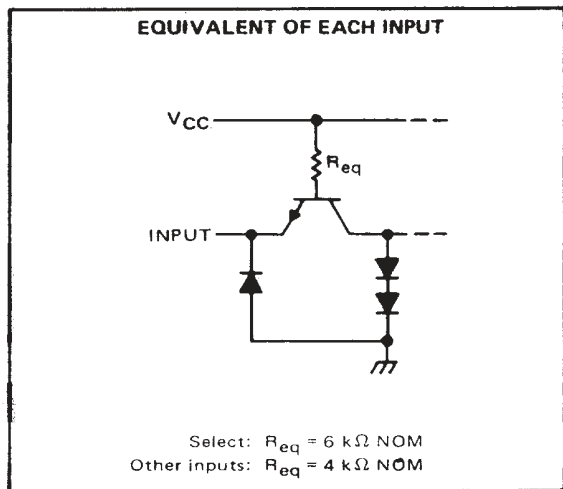 EQUIVALENT OF EACH INPUT
VCC
Req
INPUT
Select: Req = 6 kΩ NOM
Other inputs: Req = 4 kΩ NOM